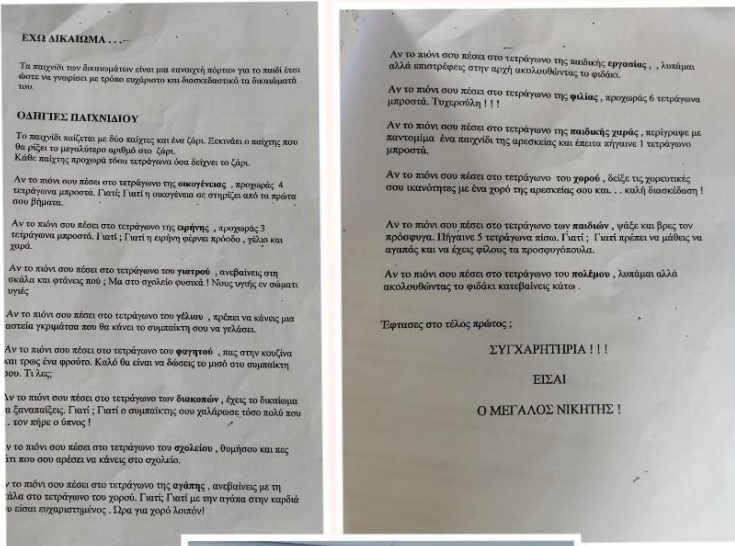 ΕΧΩ ΔΙΚΑΙΩΜΑ . . .
Τα παιχνίδι των δικαιωμάτων είναι μια «ανοιχτή πόρτα» για το παιδί έτσι
ώστε να γνωρίσει με τρόπο ευχάριστο και διασκεδαστικό τα δικαιώματά
του.
ΟΔΗΓΙΕΣ ΠΑΙΧΝΙΔΙΟΥ
Το παιχνίδι παίζεται με δύο παίχτες και ένα ζάρι. Ξεκινάει ο παίχτης που
θα ρίξει το μεγαλύτερο αριθμό στο ζάρι.
Κάθε παίχτης προχωρά τόσα τετράγωνα όσα δείχνει το ζάρι.
Αν το πιόνι σου πέσει στο τετράγωνο της οικογένειας , προχωράς 4
τετράγωνα μπροστά. Γιατί; Γιατί η οικογένεια σε στηρίζει από τα πρώτα
σου βήματα.
Αν το πιόνι σου πέσει στο τετράγωνο της ειρήνης , προχωράς 3
τετράγωνα μπροστά. Γιατί ; Γιατί η ειρήνη φέρνει πρόοδο , γέλιο και
χαρά.
Αν το πιόνι σου πέσει στο τετράγωνο του γιατρού , ανεβαίνεις στη
σκάλα και φτάνεις πού ; Μα στο σχολείο φυσικά ! Νους υγιής εν σώματι
υγιές
Αν το πιόνι σου πέσει στο τετράγωνο του γέλιου , πρέπει να κάνεις μια
αστεία γκριμάτσα που θα κάνει το συμπαίκτη σου να γελάσει.
Αν το πιόνι σου πέσει στο τετράγωνο του φαγητού , πας στην κουζίνα
και τρως ένα φρούτο. Καλό θα είναι να δώσεις το μισό στο συμπαίκτη
σου. Τι λες;
Αν το πιόνι σου πέσει στο τετράγωνο των διακοπών , έχεις το δικαίωμα
να ξαναπαίξεις. Γιατί ; Γιατί ο συμπαίκτης σου χαλάρωσε τόσο πολύ που
. . τον πήρε ο ύπνος !
ν το πιόνι σου πέσει στο τετράγωνο του σχολείου , θυμήσου και πες
άτι που σου αρέσει να κάνεις στο σχολείο.
ν το πιόνι σου πέσει στο τετράγωνο της αγάπης , ανεβαίνεις με τη
κάλα στο τετράγωνο του χορού. Γιατί; Γιατί με την αγάπα στην καρδιά
υ είσαι ευχαριστημένος . Ώρα για χορό λοιπόν!
Αν το πιόνι σου πέσει στο τετράγωνο της παιδικής εργασίας , , λυπάμαι
αλλά επιστρέφεις στην αρχή ακολουθώντας το φιδάκι.
Αν το πιόνι σου πέσει στο τετράγωνο της φιλίας , προχωράς 6 τετράγωνα
μπροστά. Τυχερούλη ! ! !
Αν το πιόνι σου πέσει στο τετράγωνο της παιδικής χαράς , περίγραψε με
παντομίμα ένα παιχνίδι της αρεσκείας και έπειτα πήγαινε 1 τετράγωνο
μπροστά.
Αν το πιόνι σου πέσει στο τετράγωνο του χορού , δείξε τις χορευτικές
σου ικανότητες με ένα χορό της αρεσκείας σου και. . . καλή διασκέδαση !
Αν το πιόνι σου πέσει στο τετράγωνο των παιδιών , ψάξε και βρες τον
πρόσφυγα. Πήγαινε 5 τετράγωνα πίσω. Γιατί ; Γιατί πρέπει να μάθεις να
αγαπάς και να έχεις φίλους τα προσφυγόπουλα.
Αν το πιόνι σου πέσει στο τετράγωνο του πολέμου , λυπάμαι αλλά
ακολουθώντας το φιδάκι κατεβαίνεις κάτω .
Έφτασες στο τέλος πρώτος ;
ΣΥΓΧΑΡΗΤΗΡΙΑ ! ! !
ΕΙΣΑΙ
Ο ΜΕΓΑΛΟΣ ΝΙΚΗΤΗΣ !